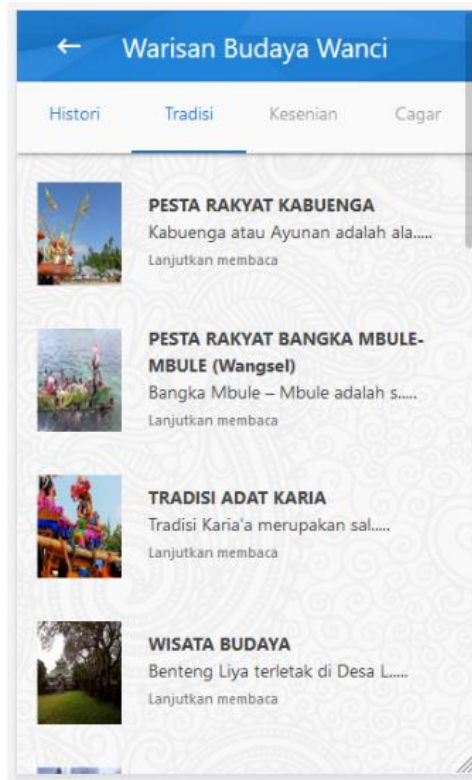 Warisan Budaya Wanci
Histori Tradisi Kesenian Cagar
PESTA RAKYAT KABUENGA
Kabuenga atau Ayunan adalah ala.....
Lanjutkan membaca
PESTA RAKYAT BANGKA MBULE-
MBULE (Wangsel)
Bangka Mbule – Mbule adalah s.....
Lanjutkan membaca
TRADISI ADAT KARIA
Tradisi Karia'a merupakan sal.....
Lanjutkan membaca
WISATA BUDAYA
Benteng Liya terletak di Desa L.....
Lanjutkan membaca